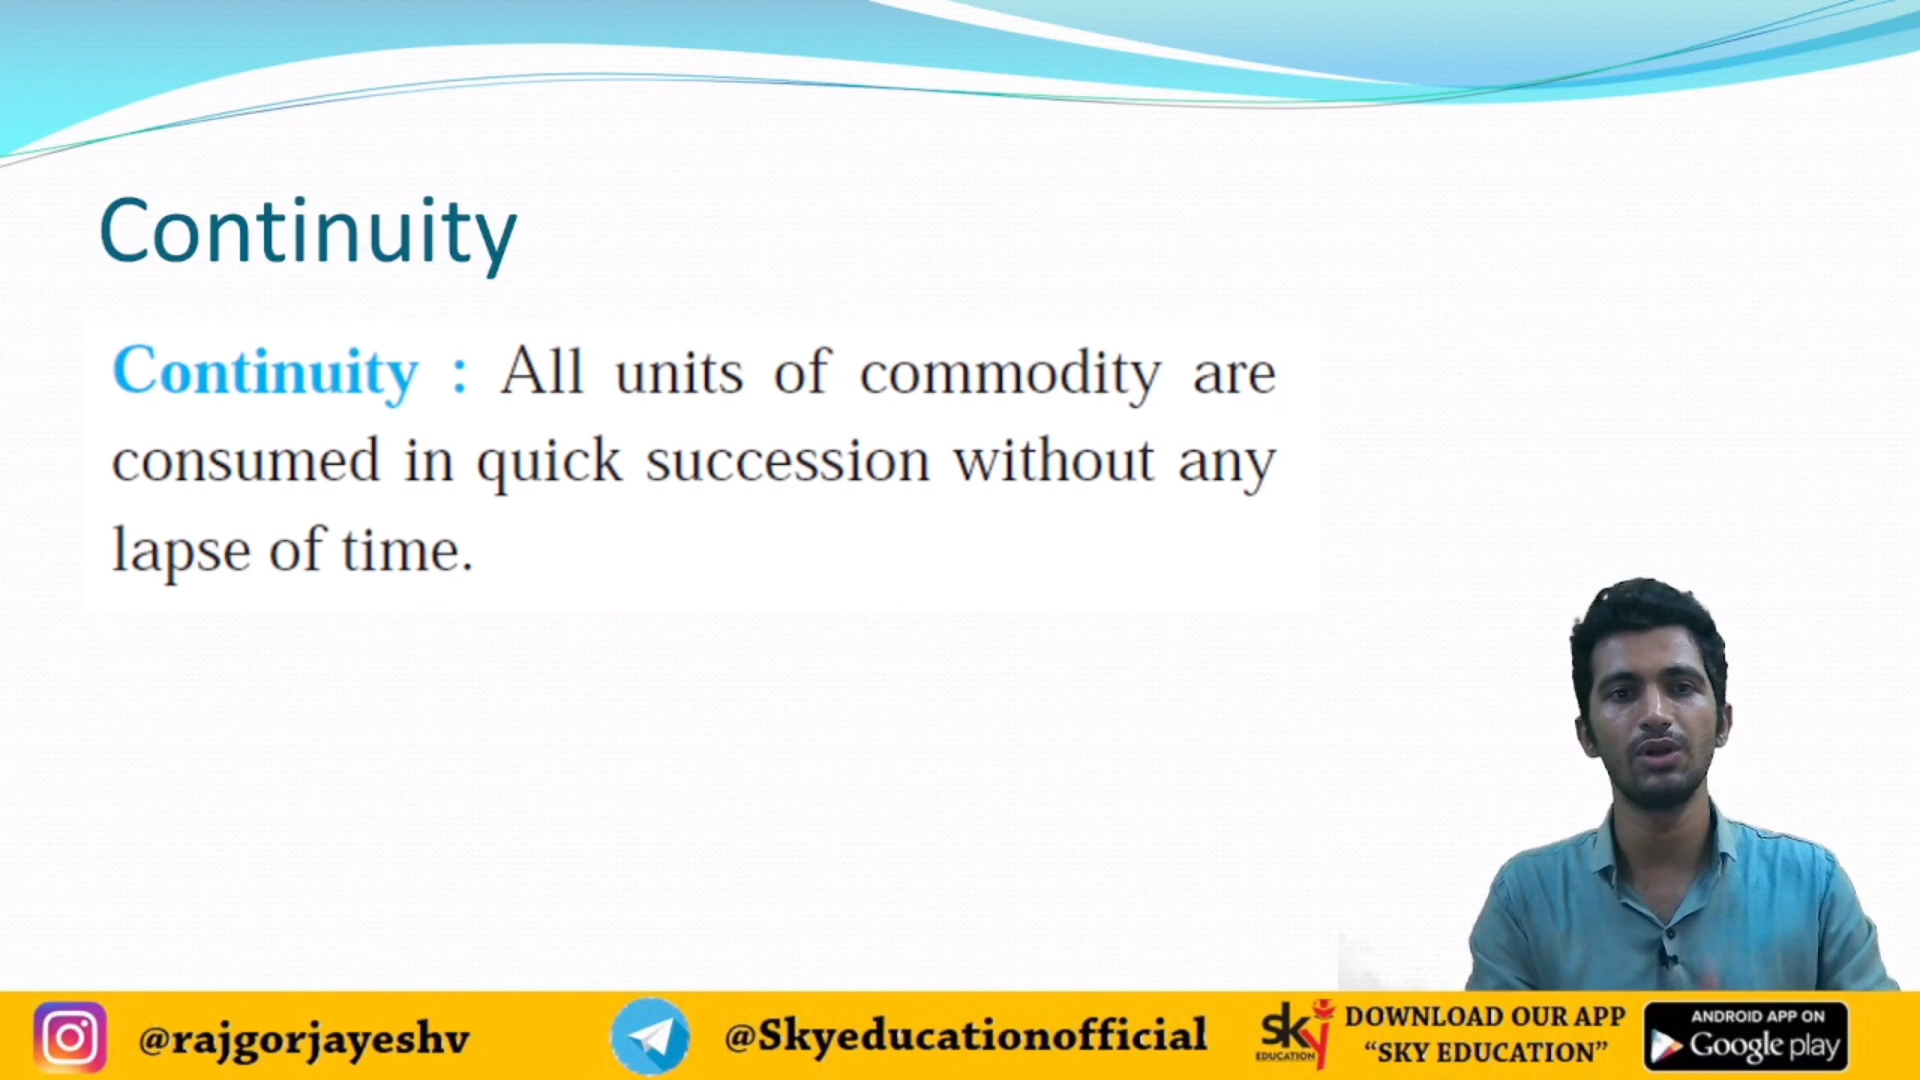 Continuity
Continuity : All units of commodity are
consumed in quick succession without any
lapse of time.
@rajgorjayeshv
@Skyeducationofficial
sky
EDUCATION
DOWNLOAD OUR APP
“SKY EDUCATION”
ANDROID APP ON
Google play